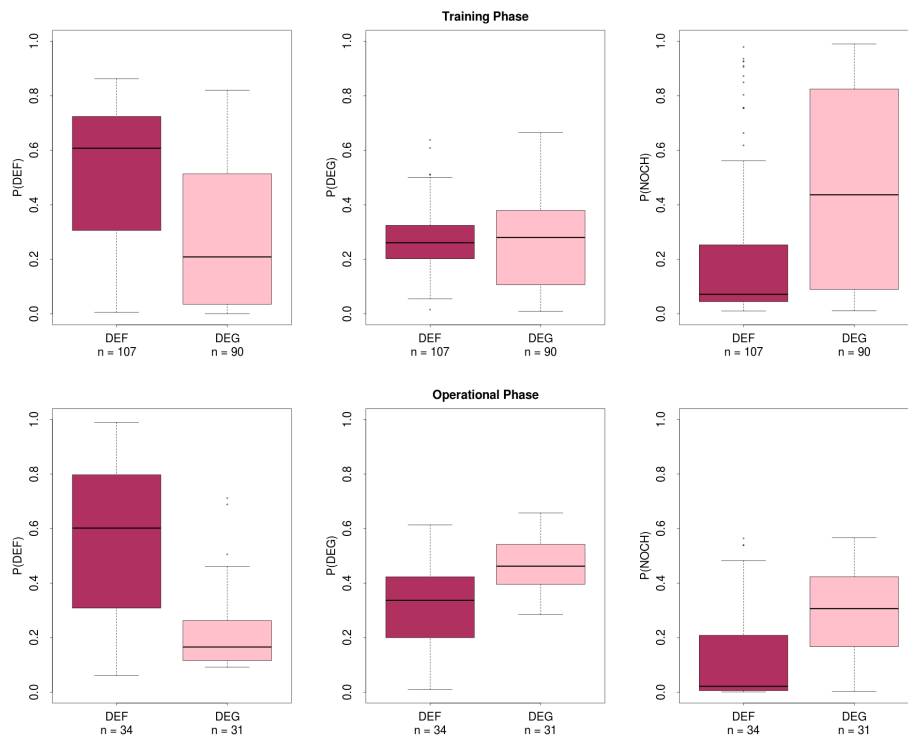 Training Phase
1.0
0.8
0.6
0.4
0.2
0.0
P(DEF)
DEF
n = 107
DEG
n = 90
1.0
0.8
0.6
0.4
0.2
0.0
P(DEG)
DEF
n = 107
DEG
n = 90
1.0
0.8
0.6
0.4
0.2
0.0
P(NOCH)
DEF
n = 107
DEG
n = 90
Operational Phase
1.0
0.8
0.6
0.4
0.2
0.0
P(DEF)
DEF
n = 34
DEG
n = 31
1.0
0.8
0.6
0.4
0.2
0.0
P(DEG)
DEF
n = 34
DEG
n = 31
1.0
0.8
0.6
0.4
0.2
0.0
P(NOCH)
DEF
n = 34
DEG
n = 31